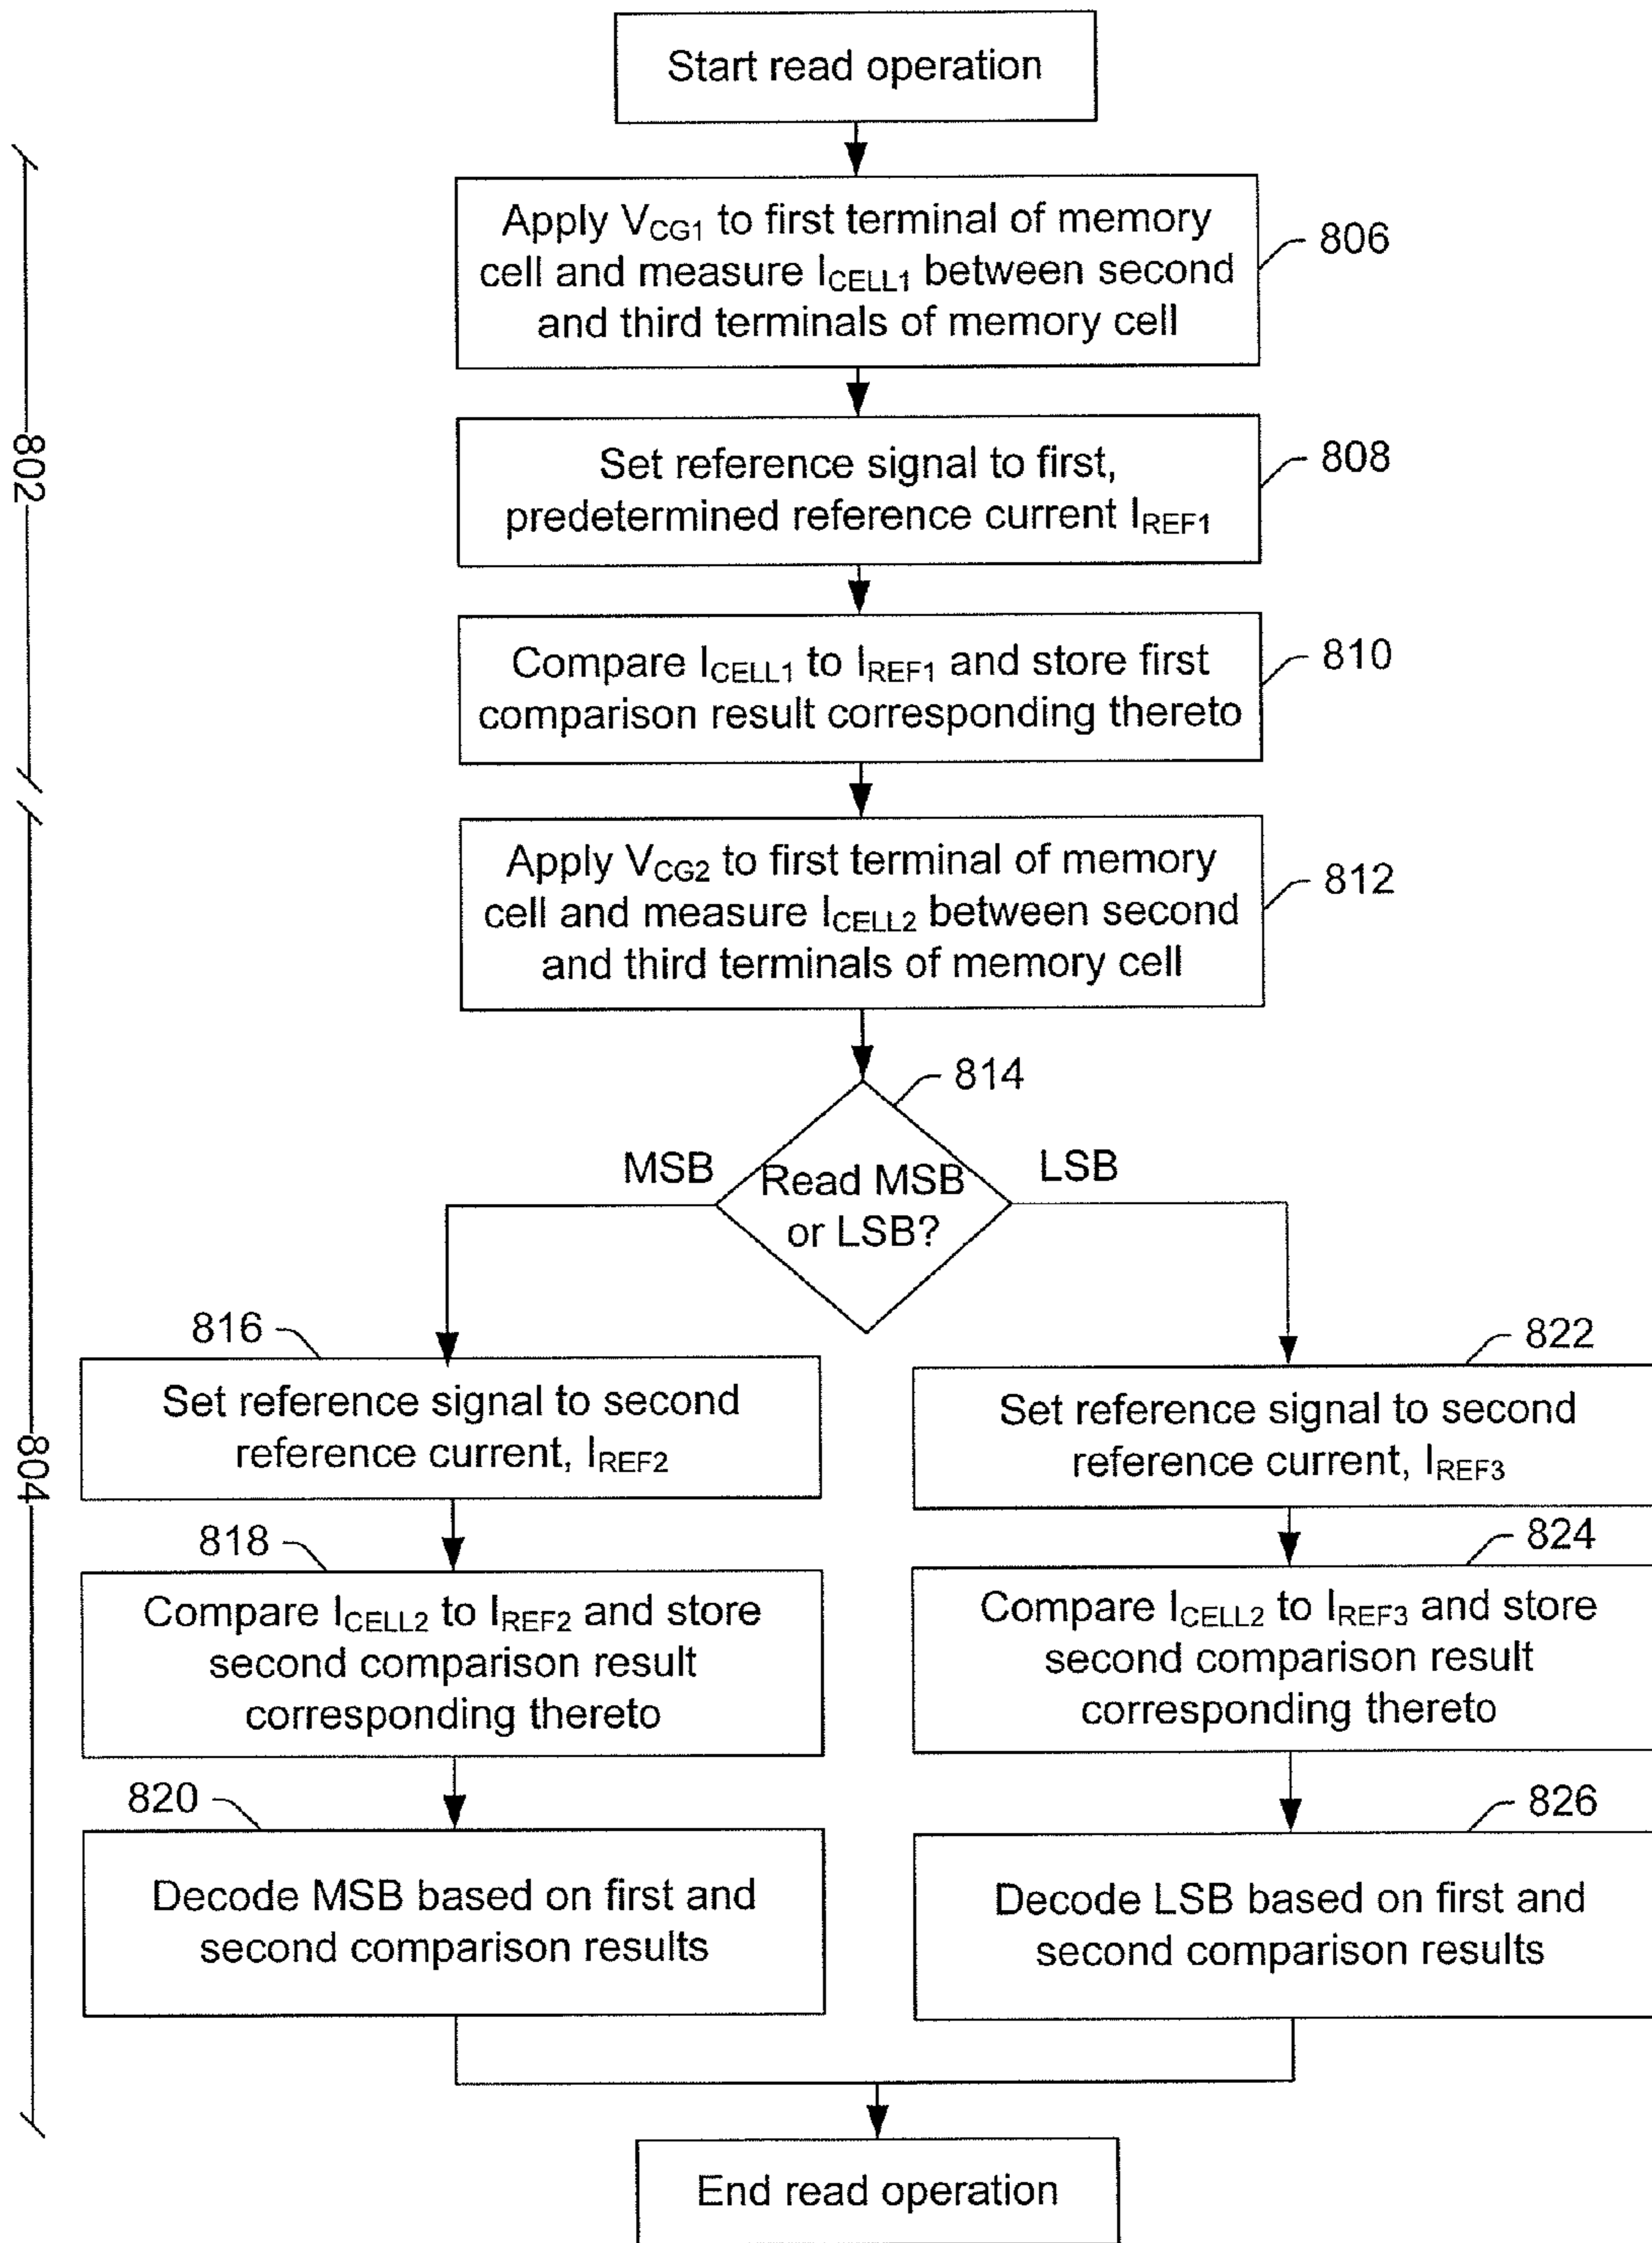 Start read operation
802
Apply VCG1 to first terminal of memory
cell and measure ICELL1 between second
and third terminals of memory cell
806
Set reference signal to first,
predetermined reference current IREF1
808
Compare ICELL1 to IREF1 and store first
comparison result corresponding thereto
810
804
Apply VCG2 to first terminal of memory
cell and measure ICELL2 between second
and third terminals of memory cell
812
814
Read MSB
or LSB?
MSB
LSB
816
Set reference signal to second
reference current, IREF2
818
Compare ICELL2 to IREF2 and store
second comparison result
corresponding thereto
820
Decode MSB based on first and
second comparison results
822
Set reference signal to second
reference current, IREF3
824
Compare ICELL2 to IREF3 and store
second comparison result
corresponding thereto
826
Decode LSB based on first and
second comparison results
End read operation